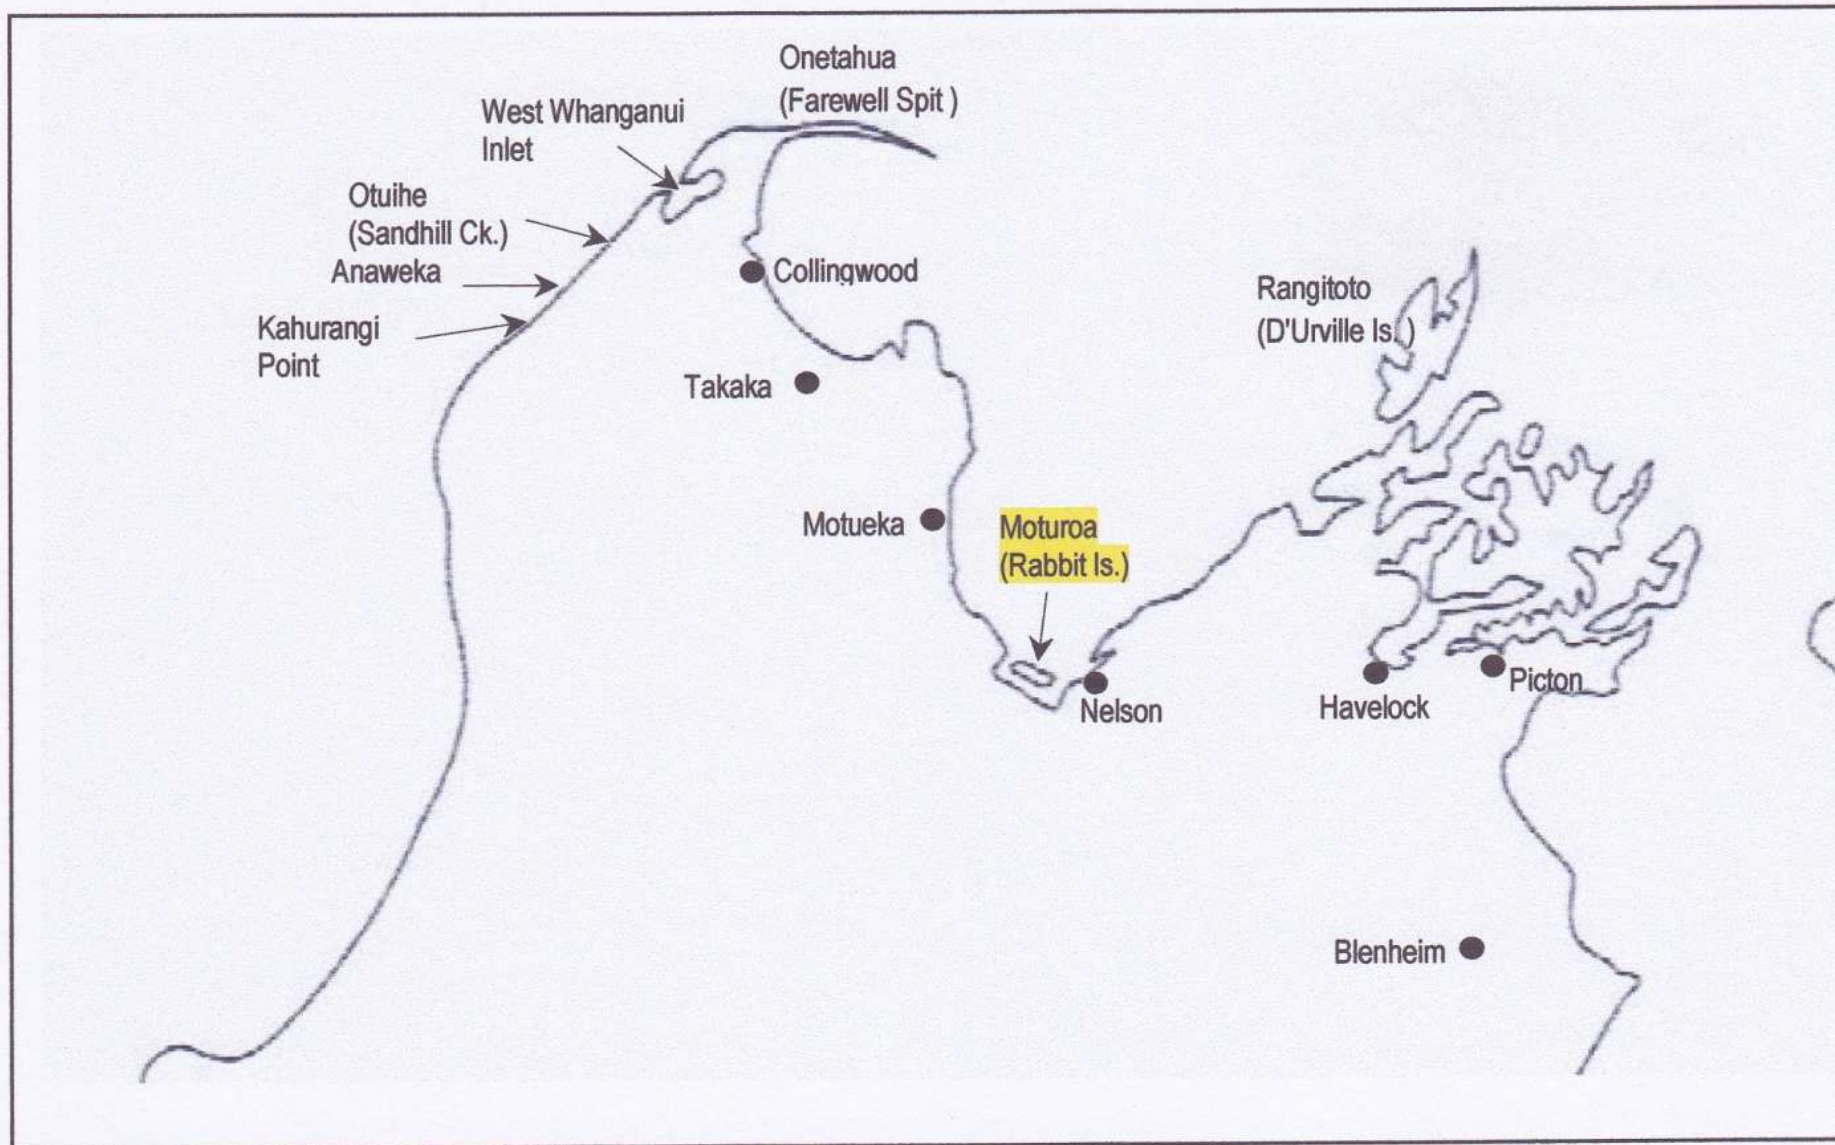 Onetahua
(Farewell Spit )
West Whanganui
Inlet
Otuihe
(Sandhill Ck.)
Anaweka
Kahurangi
Point
Collingwood
Takaka
Motueka
Moturoa
(Rabbit Is.)
Nelson
Rangitoto
(D'Urville Is. )
Havelock
Picton
Blenheim